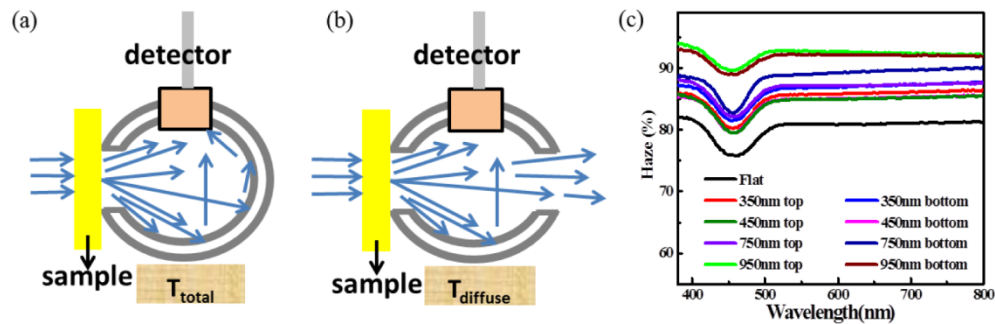 (a)
detector
sample
T_total
(b)
detector
sample
T_diffuse
(c)
Haze (%)
90
80
70
60
Flat
350nm top
350nm bottom
450nm top
450nm bottom
750nm top
750nm bottom
950nm top
950nm bottom
400 500 600 700 800
Wavelength(nm)